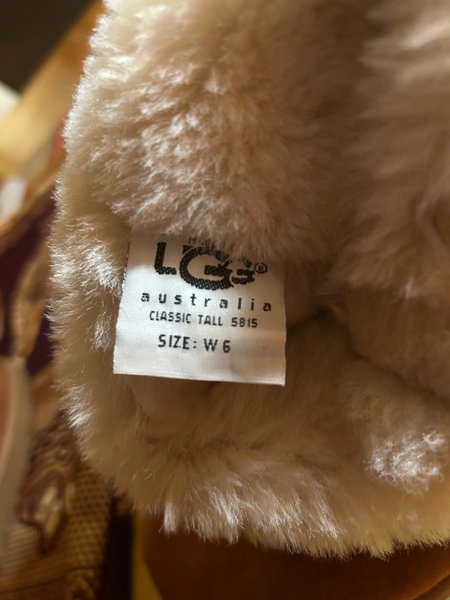 UGG®
australia
CLASSIC TALL 5815
SIZE: W 6